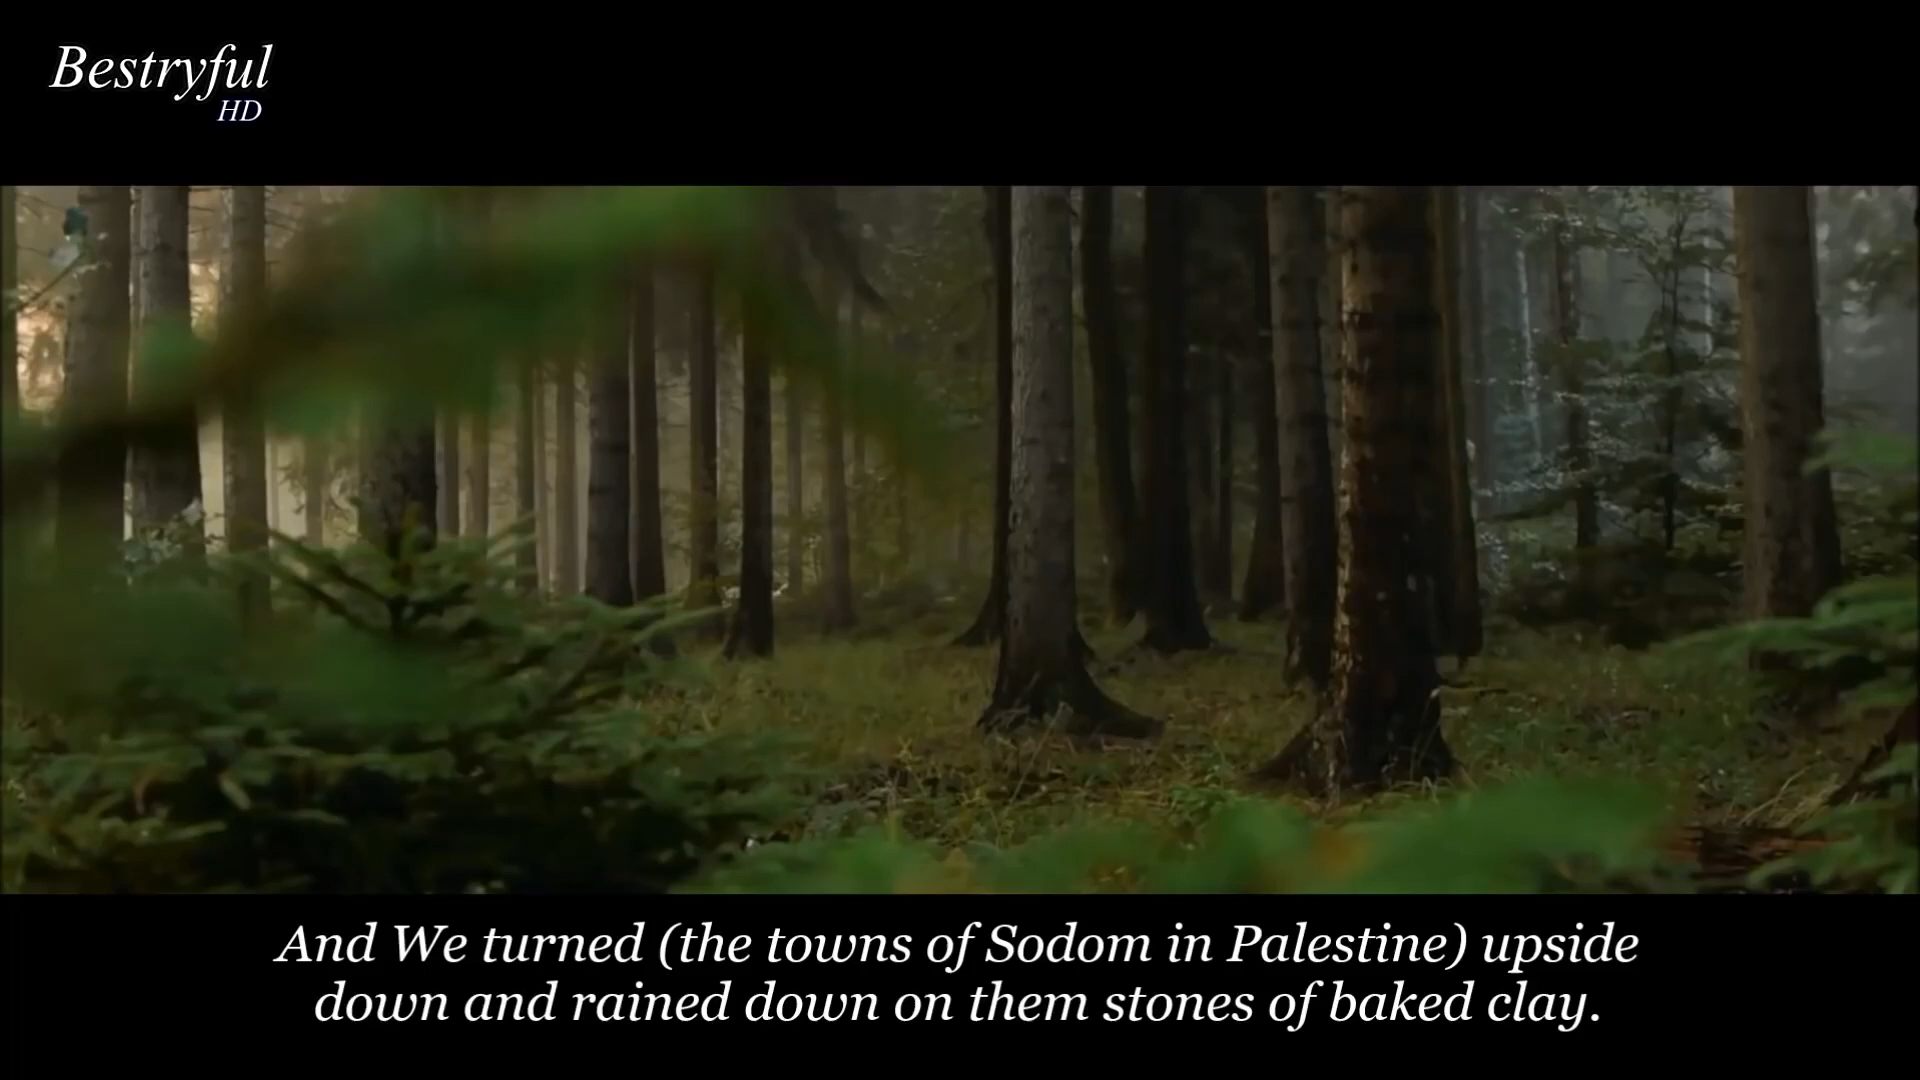 Bestryful
HD
And We turned (the towns of Sodom in Palestine) upside
down and rained down on them stones of baked clay.